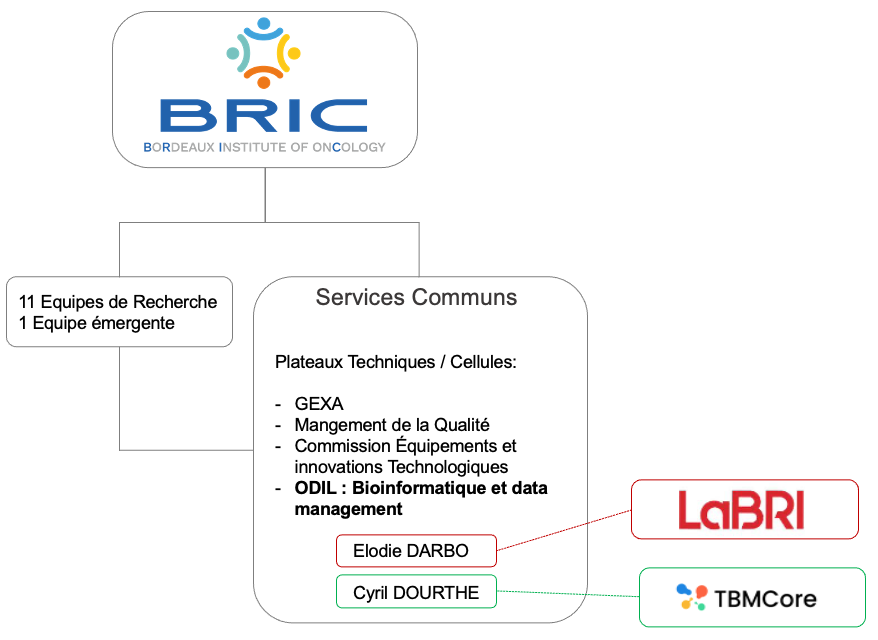 BRIC
BORDEAUX INSTITUTE OF ONCOLOGY
11 Equipes de Recherche
1 Equipe émergente
Services Communs
Plateaux Techniques / Cellules:
- GEXA
- Mangement de la Qualité
- Commission Équipements et
innovations Technologiques
- ODIL : Bioinformatique et data
management
Elodie DARBO
Cyril DOURTHE
LaBRI
TBMCore